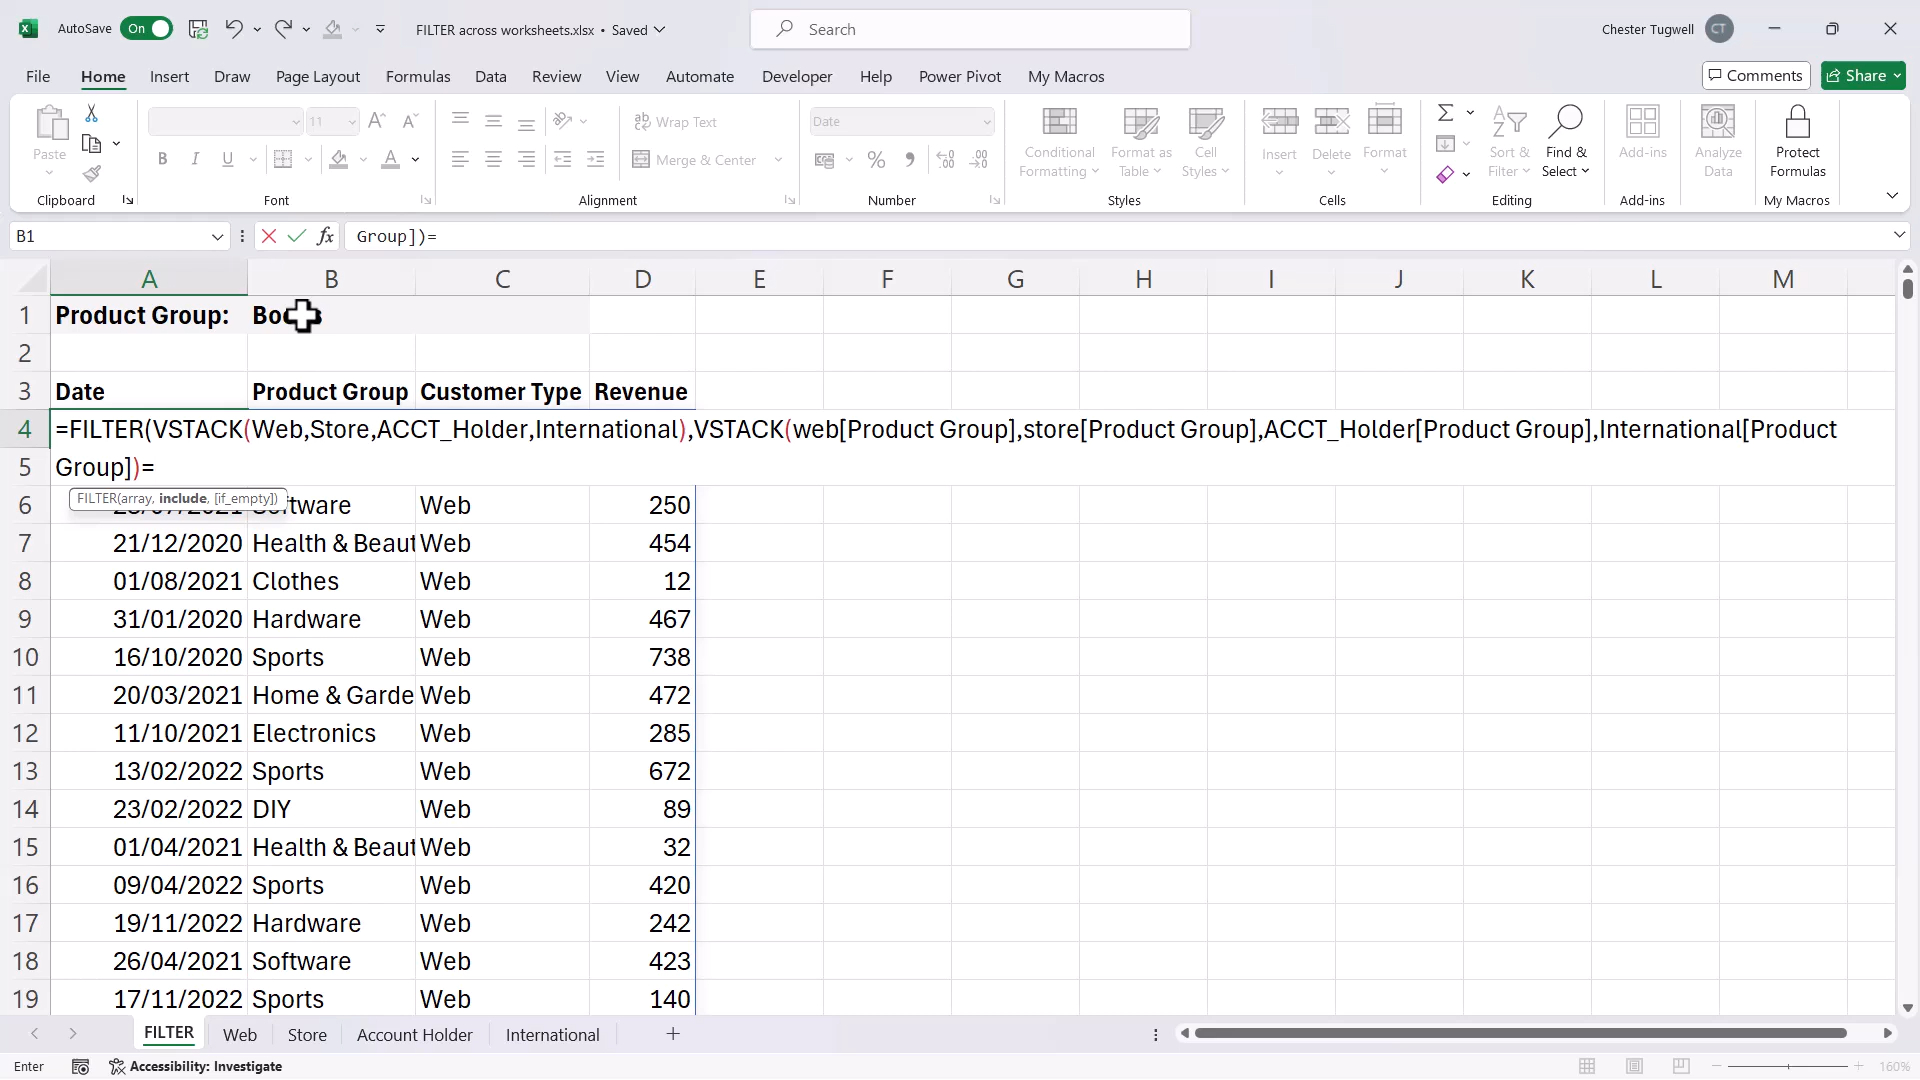 AutoSave On FILTER across worksheets.xlsx • Saved Search Chester Tugwell CT
File Home Insert Draw Page Layout Formulas Data Review View Automate Developer Help Power Pivot My Macros Comments Share
Paste
11
B I U
Wrap Text
Merge & Center
Date
Conditional Formatting
Format as Table
Cell Styles
Insert
Delete
Format
Sort & Filter
Find & Select
Add-ins
Analyze Data
Protect Formulas
Clipboard Font Alignment Number Styles Cells Editing Add-ins My Macros
B1 fx Group])=
A B C D E F G H I J K L M
1 Product Group:
2
3 Date Product Group Customer Type Revenue
4 =FILTER(VSTACK(Web,Store,ACCT_Holder,International),VSTACK(web[Product Group],store[Product Group],ACCT_Holder[Product Group],International[Product
5 Group])=
FILTER(array, include, [if_empty])
6 Web 250
7 21/12/2020 Health & Beaut Web 454
8 01/08/2021 Clothes Web 12
9 31/01/2020 Hardware Web 467
10 16/10/2020 Sports Web 738
11 20/03/2021 Home & Garde Web 472
12 11/10/2021 Electronics Web 285
13 13/02/2022 Sports Web 672
14 23/02/2022 DIY Web 89
15 01/04/2021 Health & Beaut Web 32
16 09/04/2022 Sports Web 420
17 19/11/2022 Hardware Web 242
18 26/04/2021 Software Web 423
19 17/11/2022 Sports Web 140
FILTER Web Store Account Holder International
Enter Accessibility: Investigate 160%